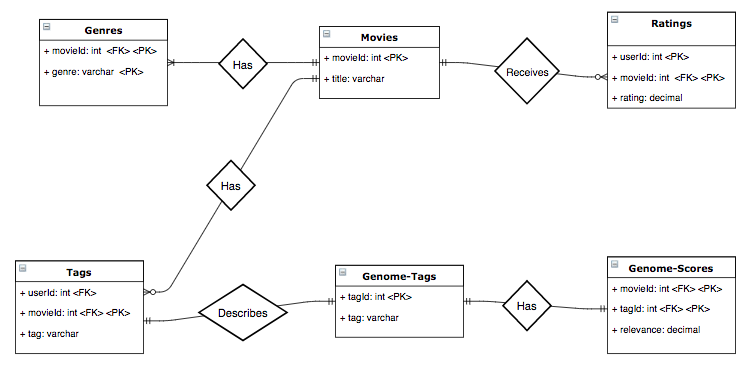 Genres
+ movieId: int <FK> <PK>
+ genre: varchar <PK>
Has
Movies
+ movieId: int <PK>
+ title: varchar
Receives
Ratings
+ userId: int <PK>
+ movieId: int <FK> <PK>
+ rating: decimal
Has
Tags
+ userId: int <FK>
+ movieId: int <FK> <PK>
+ tag: varchar
Describes
Genome-Tags
+ tagId: int <PK>
+ tag: varchar
Has
Genome-Scores
+ movieId: int <FK> <PK>
+ tagId: int <FK> <PK>
+ relevance: decimal